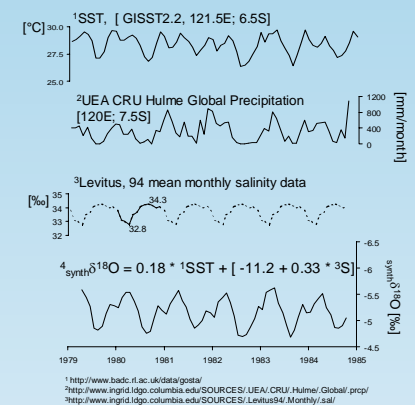 ¹SST, [ GISST2.2, 121.5E; 6.5S]
[°C]
30.0
27.5
25.0
²UEA CRU Hulme Global Precipitation
[120E; 7.5S]
1200
800
400
0
[mm/month]
³Levitus, 94 mean monthly salinity data
[‰]
35
34
33
32
34.3
32.8
⁴synthδ18O = 0.18 * ¹SST + [ -11.2 + 0.33 * ³S]
-6.5
-5.5
-5
-4.5
synthδ18O [‰]
1979 1980 1981 1982 1983 1984 1985
¹ http://www.badc.rl.ac.uk/data/gosta/
²http://www.ingrid.ldgo.columbia.edu/SOURCES/.UEA/.CRU/.Hulme/.Global/.prcp/
³http://www.ingrid.ldgo.columbia.edu/SOURCES/.Levitus94/.Monthly/.sal/